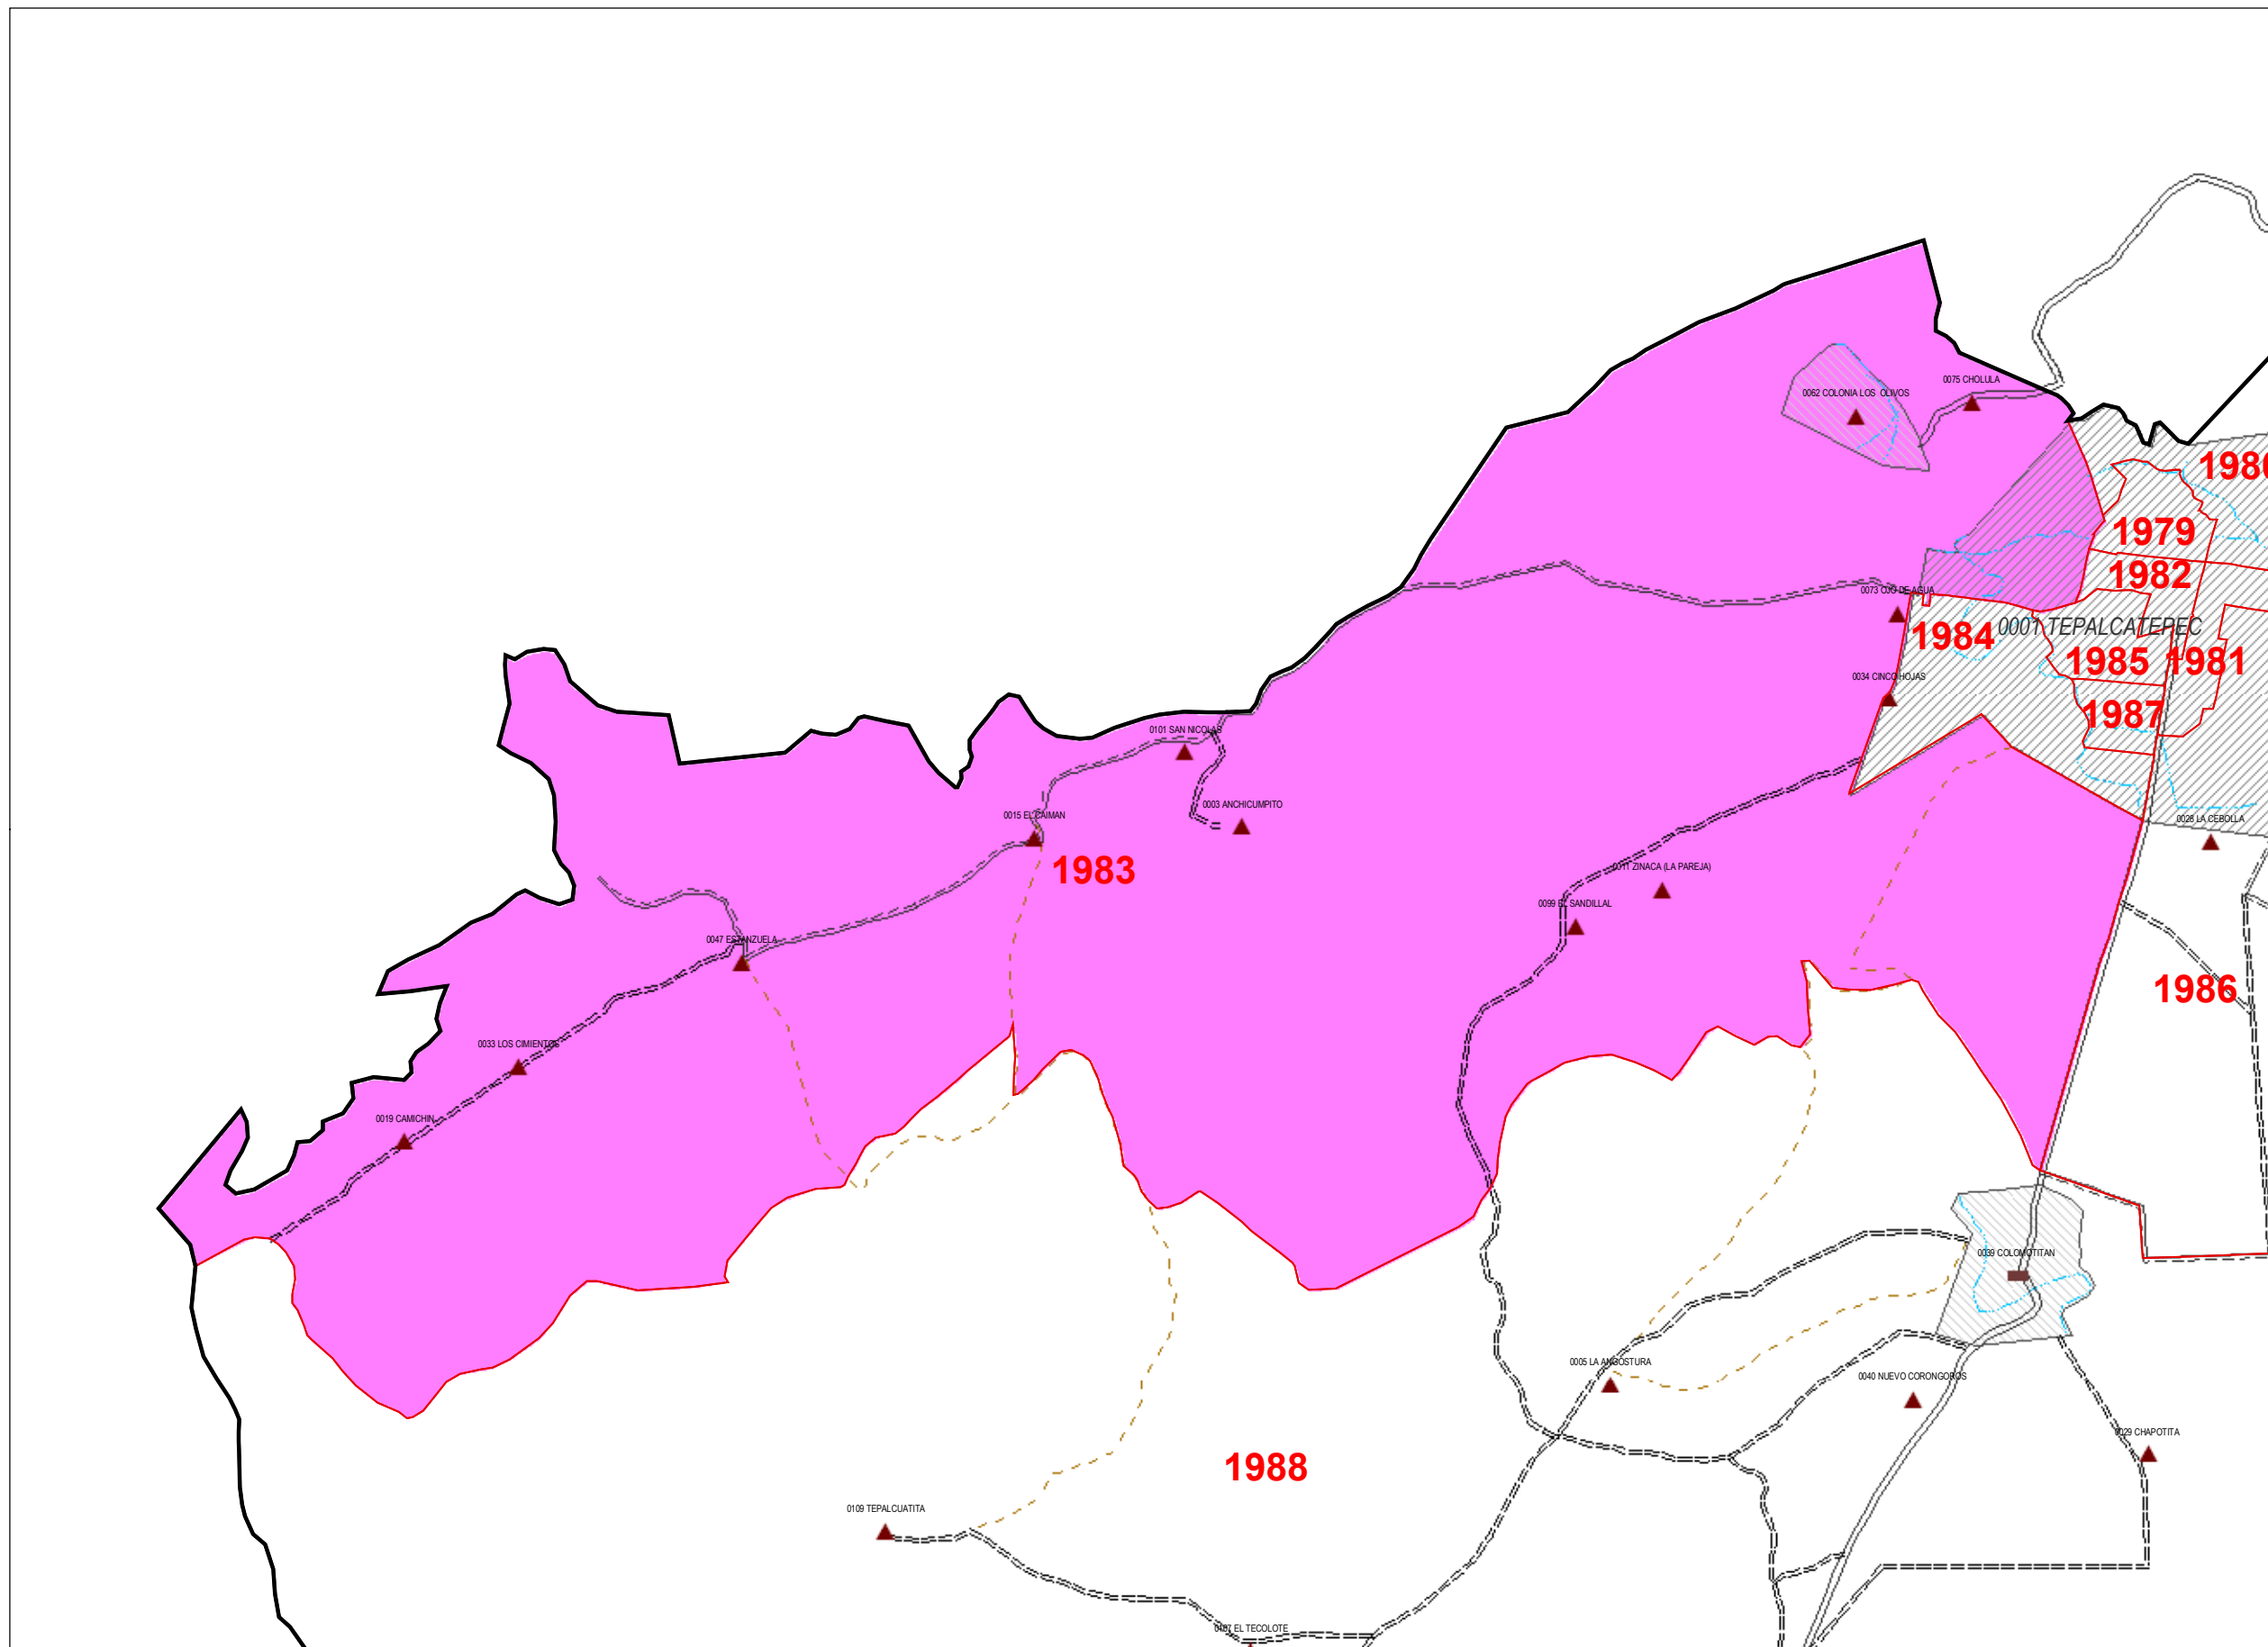 0075 CHOLULA
0062 COLONIA LOS OLIVOS
1979
1982
0073 OJO DE AGUA
1984
0001 TEPALCATEPEC
1985
1981
0034 CINCO HOJAS
1987
0101 SAN NICOLAS
0003 ANCHICUMPITO
0015 EL CAIMAN
0028 LA CEBOLLA
1983
0011 ZINACA (LA PAREJA)
0099 EL SANDILLAL
0047 ESTANZUELA
1986
0033 LOS CIMIENTOS
0019 CAMICHIN
0039 COLOMOTITAN
0005 LA ANGOSTURA
0040 NUEVO CORONGOROS
0029 CHAPOTITA
1988
0109 TEPALCUATITA
0107 EL TECOLOTE